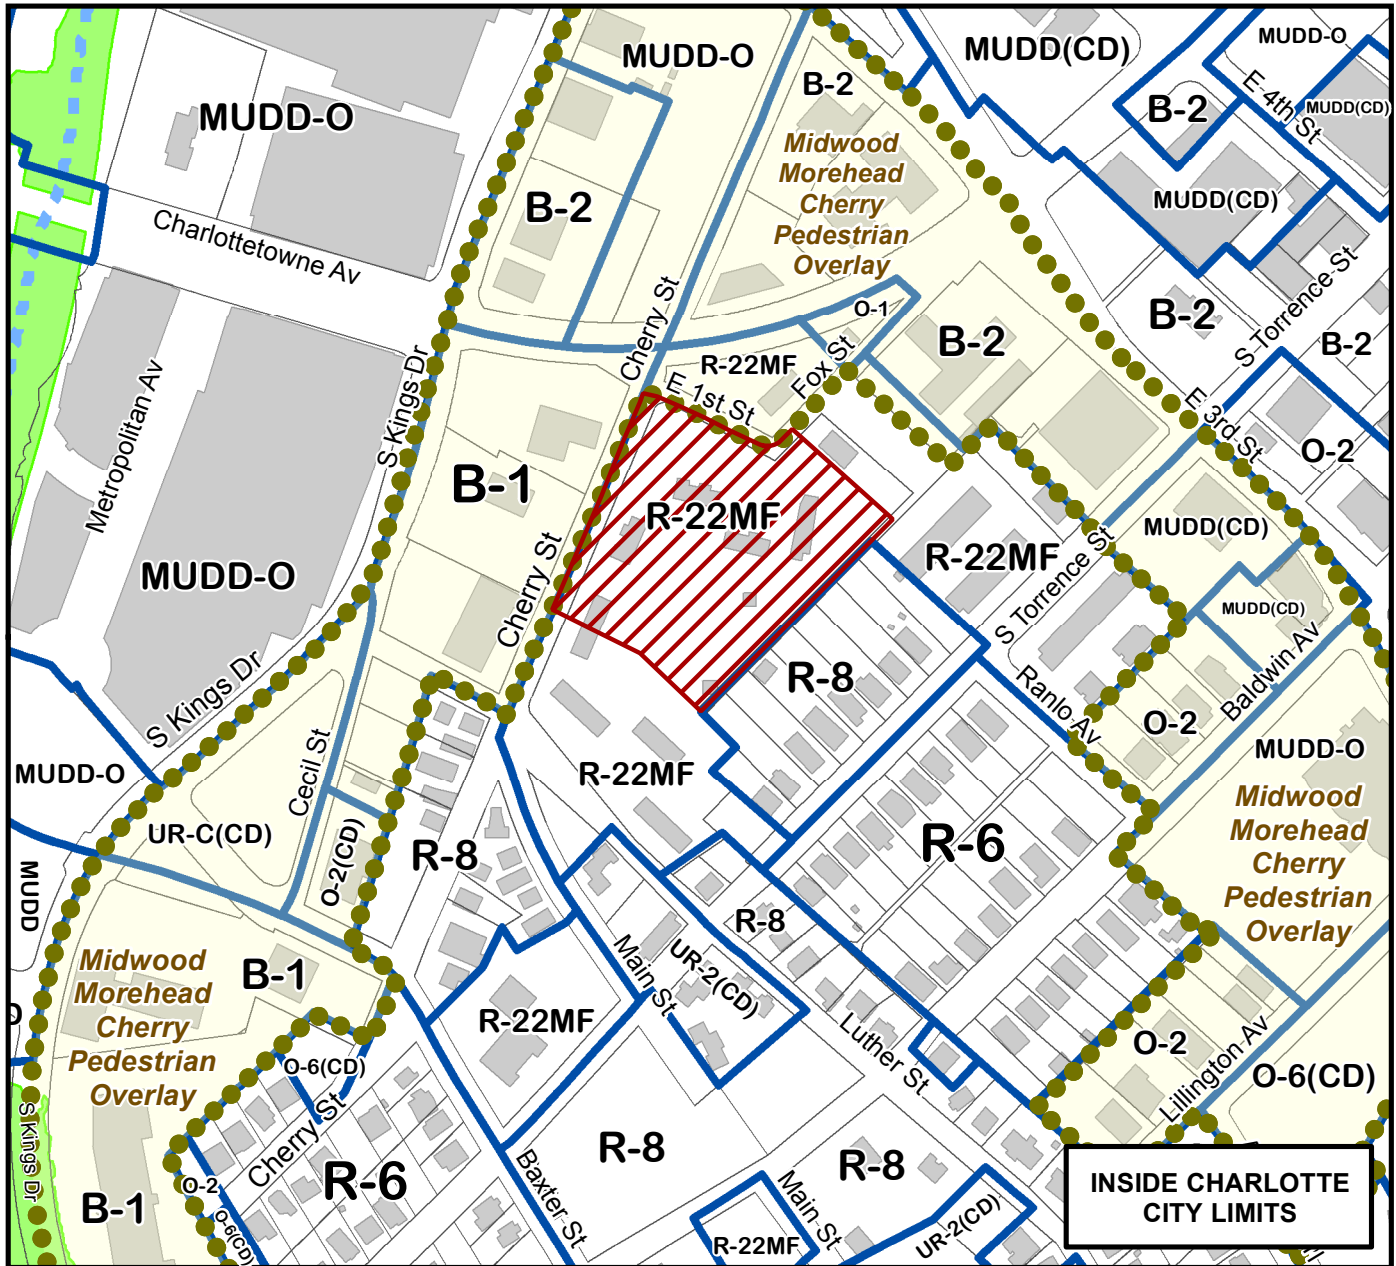 MUDD-O
MUDD(CD)
MUDD-O
B-2
E 4th St
MUDD(CD)
B-2
MUDD-O
Midwood
Morehead
Cherry
Pedestrian
Overlay
MUDD(CD)
B-2
Charlottetowne Av
S Torrence St
B-2
B-2
O-1
B-2
Cherry St
S Kings Dr
R-22MF
Fox St
E 1st St
E 3rd St
O-2
Metropolitan Av
B-1
R-22MF
MUDD(CD)
R-22MF
S Torrence St
MUDD-O
Cherry St
MUDD(CD)
Baldwin Av
R-8
Ranlo Av
S Kings Dr
O-2
MUDD-O
MUDD-O
R-22MF
Cecil St
UR-C(CD)
O-2(CD)
R-8
R-6
Midwood
Morehead
Cherry
Pedestrian
Overlay
MUDD
R-8
Main St
UR-2(CD)
Midwood
Morehead
Cherry
Pedestrian
Overlay
B-1
O
R-22MF
Luther St
O-2
Lillington Av
O-6(CD)
O-6(CD)
S Kings Dr
Cherry St
R-8
R-8
R-6
O-2
B-1
O-6(CD)
Baxter St
Main St
R-22MF
UR-2(CD)
INSIDE CHARLOTTE
CITY LIMITS